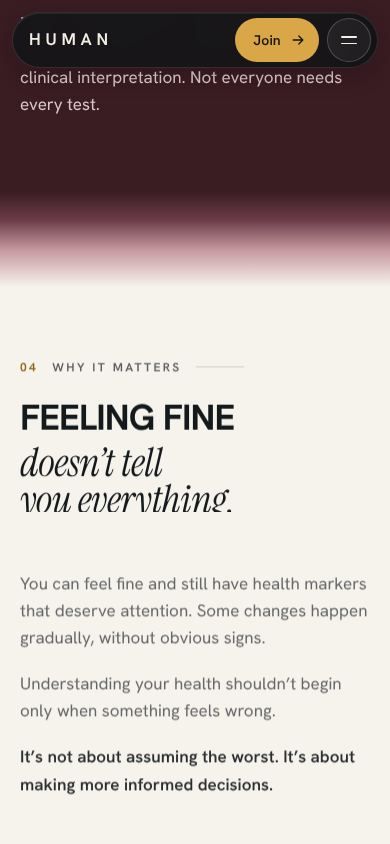 HUMAN
Join →
clinical interpretation. Not everyone needs
every test.
04 WHY IT MATTERS
FEELING FINE
doesn’t tell
you everything.
You can feel fine and still have health markers
that deserve attention. Some changes happen
gradually, without obvious signs.
Understanding your health shouldn’t begin
only when something feels wrong.
It’s not about assuming the worst. It’s about
making more informed decisions.